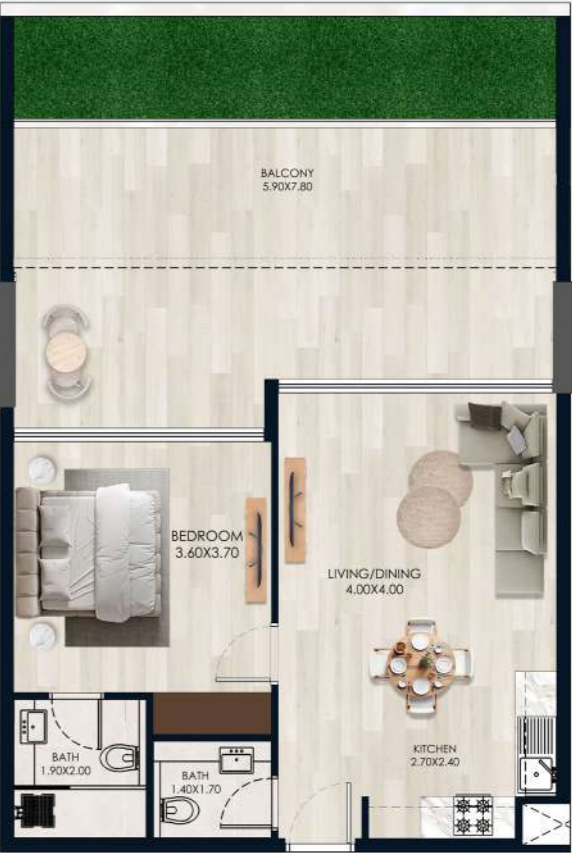 BALCONY
5.90X7.80
BEDROOM
3.60X3.70
LIVING/DINING
4.00X4.00
BATH
1.90X2.00
BATH
1.40X1.70
KITCHEN
2.70X2.40